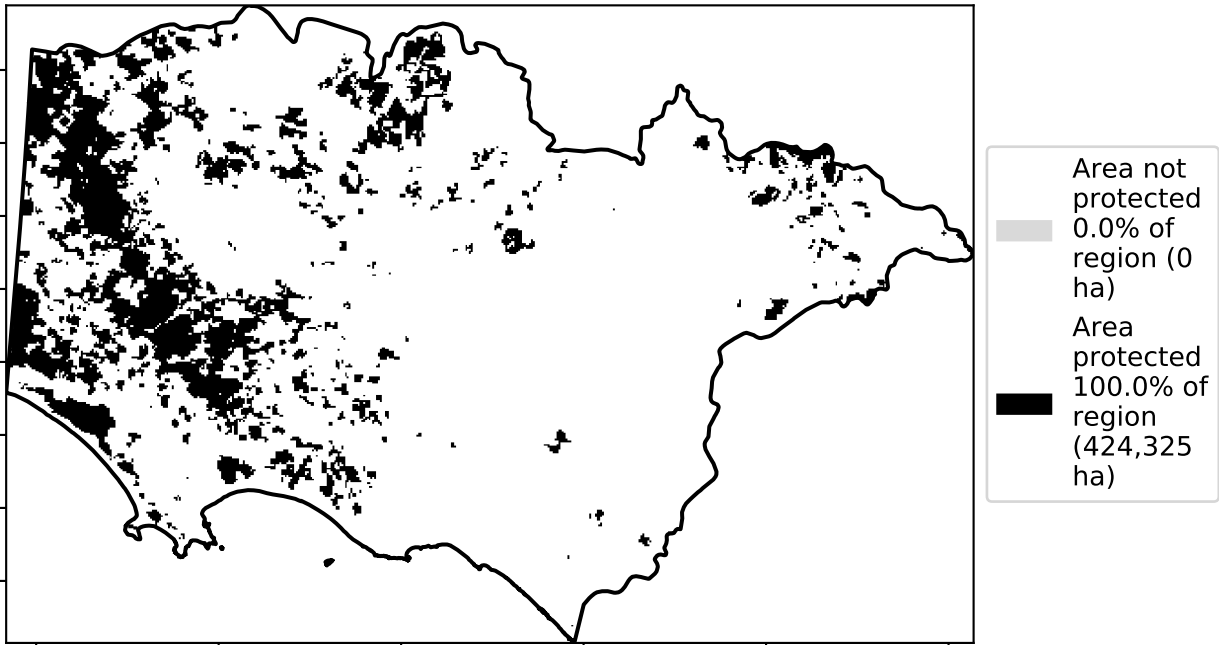 Area not
protected
0.0% of
region (0
ha)
Area
protected
100.0% of
region
(424,325
ha)